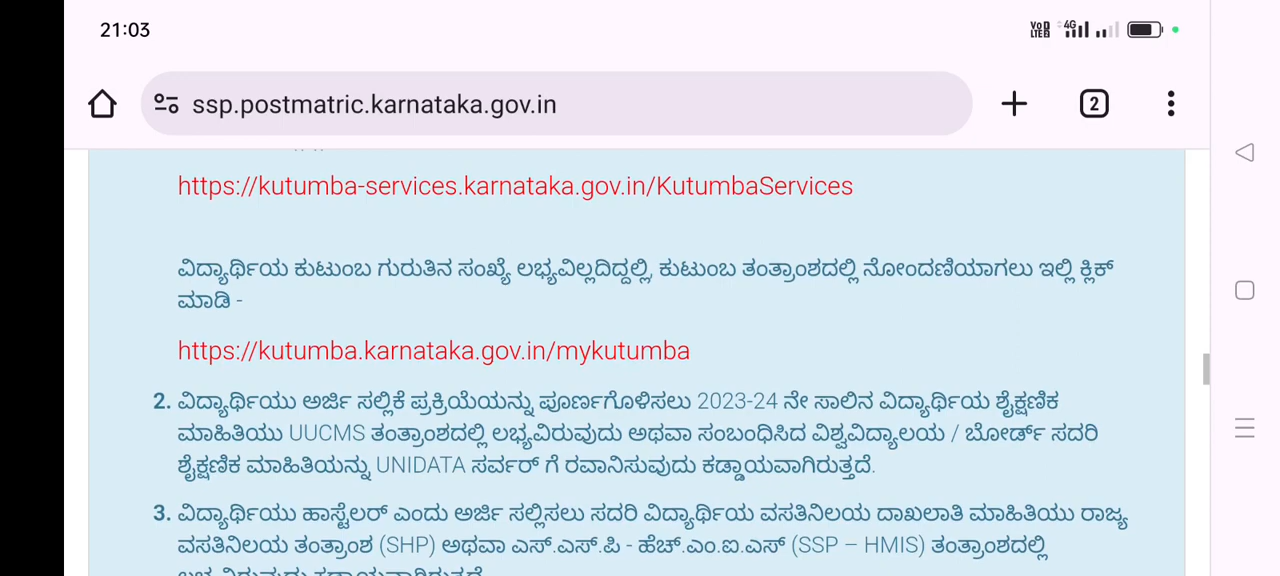 21:03
Vo LTE 4G
ssp.postmatric.karnataka.gov.in
2
https://kutumba-services.karnataka.gov.in/KutumbaServices
ವಿದ್ಯಾರ್ಥಿಯ ಕುಟುಂಬ ಗುರುತಿನ ಸಂಖ್ಯೆ ಲಭ್ಯವಿಲ್ಲದಿದ್ದಲ್ಲಿ, ಕುಟುಂಬ ತಂತ್ರಾಂಶದಲ್ಲಿ ನೋಂದಣಿಯಾಗಲು ಇಲ್ಲಿ ಕ್ಲಿಕ್
ಮಾಡಿ -
https://kutumba.karnataka.gov.in/mykutumba
2. ವಿದ್ಯಾರ್ಥಿಯು ಅರ್ಜಿ ಸಲ್ಲಿಕೆ ಪ್ರಕ್ರಿಯೆಯನ್ನು ಪೂರ್ಣಗೊಳಿಸಲು 2023-24 ನೇ ಸಾಲಿನ ವಿದ್ಯಾರ್ಥಿಯ ಶೈಕ್ಷಣಿಕ
ಮಾಹಿತಿಯು UUCMS ತಂತ್ರಾಂಶದಲ್ಲಿ ಲಭ್ಯವಿರುವುದು ಅಥವಾ ಸಂಬಂಧಿಸಿದ ವಿಶ್ವವಿದ್ಯಾಲಯ / ಬೋರ್ಡ್ ಸದರಿ
ಶೈಕ್ಷಣಿಕ ಮಾಹಿತಿಯನ್ನು UNIDATA ಸರ್ವರ್ ಗೆ ರವಾನಿಸುವುದು ಕಡ್ಡಾಯವಾಗಿರುತ್ತದೆ.
3. ವಿದ್ಯಾರ್ಥಿಯು ಹಾಸ್ಟೆಲರ್ ಎಂದು ಅರ್ಜಿ ಸಲ್ಲಿಸಲು ಸದರಿ ವಿದ್ಯಾರ್ಥಿಯ ವಸತಿನಿಲಯ ದಾಖಲಾತಿ ಮಾಹಿತಿಯು ರಾಜ್ಯ
ವಸತಿನಿಲಯ ತಂತ್ರಾಂಶ (SHP) ಅಥವಾ ಎಸ್.ಎಸ್.ಪಿ - ಹೆಚ್.ಎಂ.ಐ.ಎಸ್ (SSP – HMIS) ತಂತ್ರಾಂಶದಲ್ಲಿ